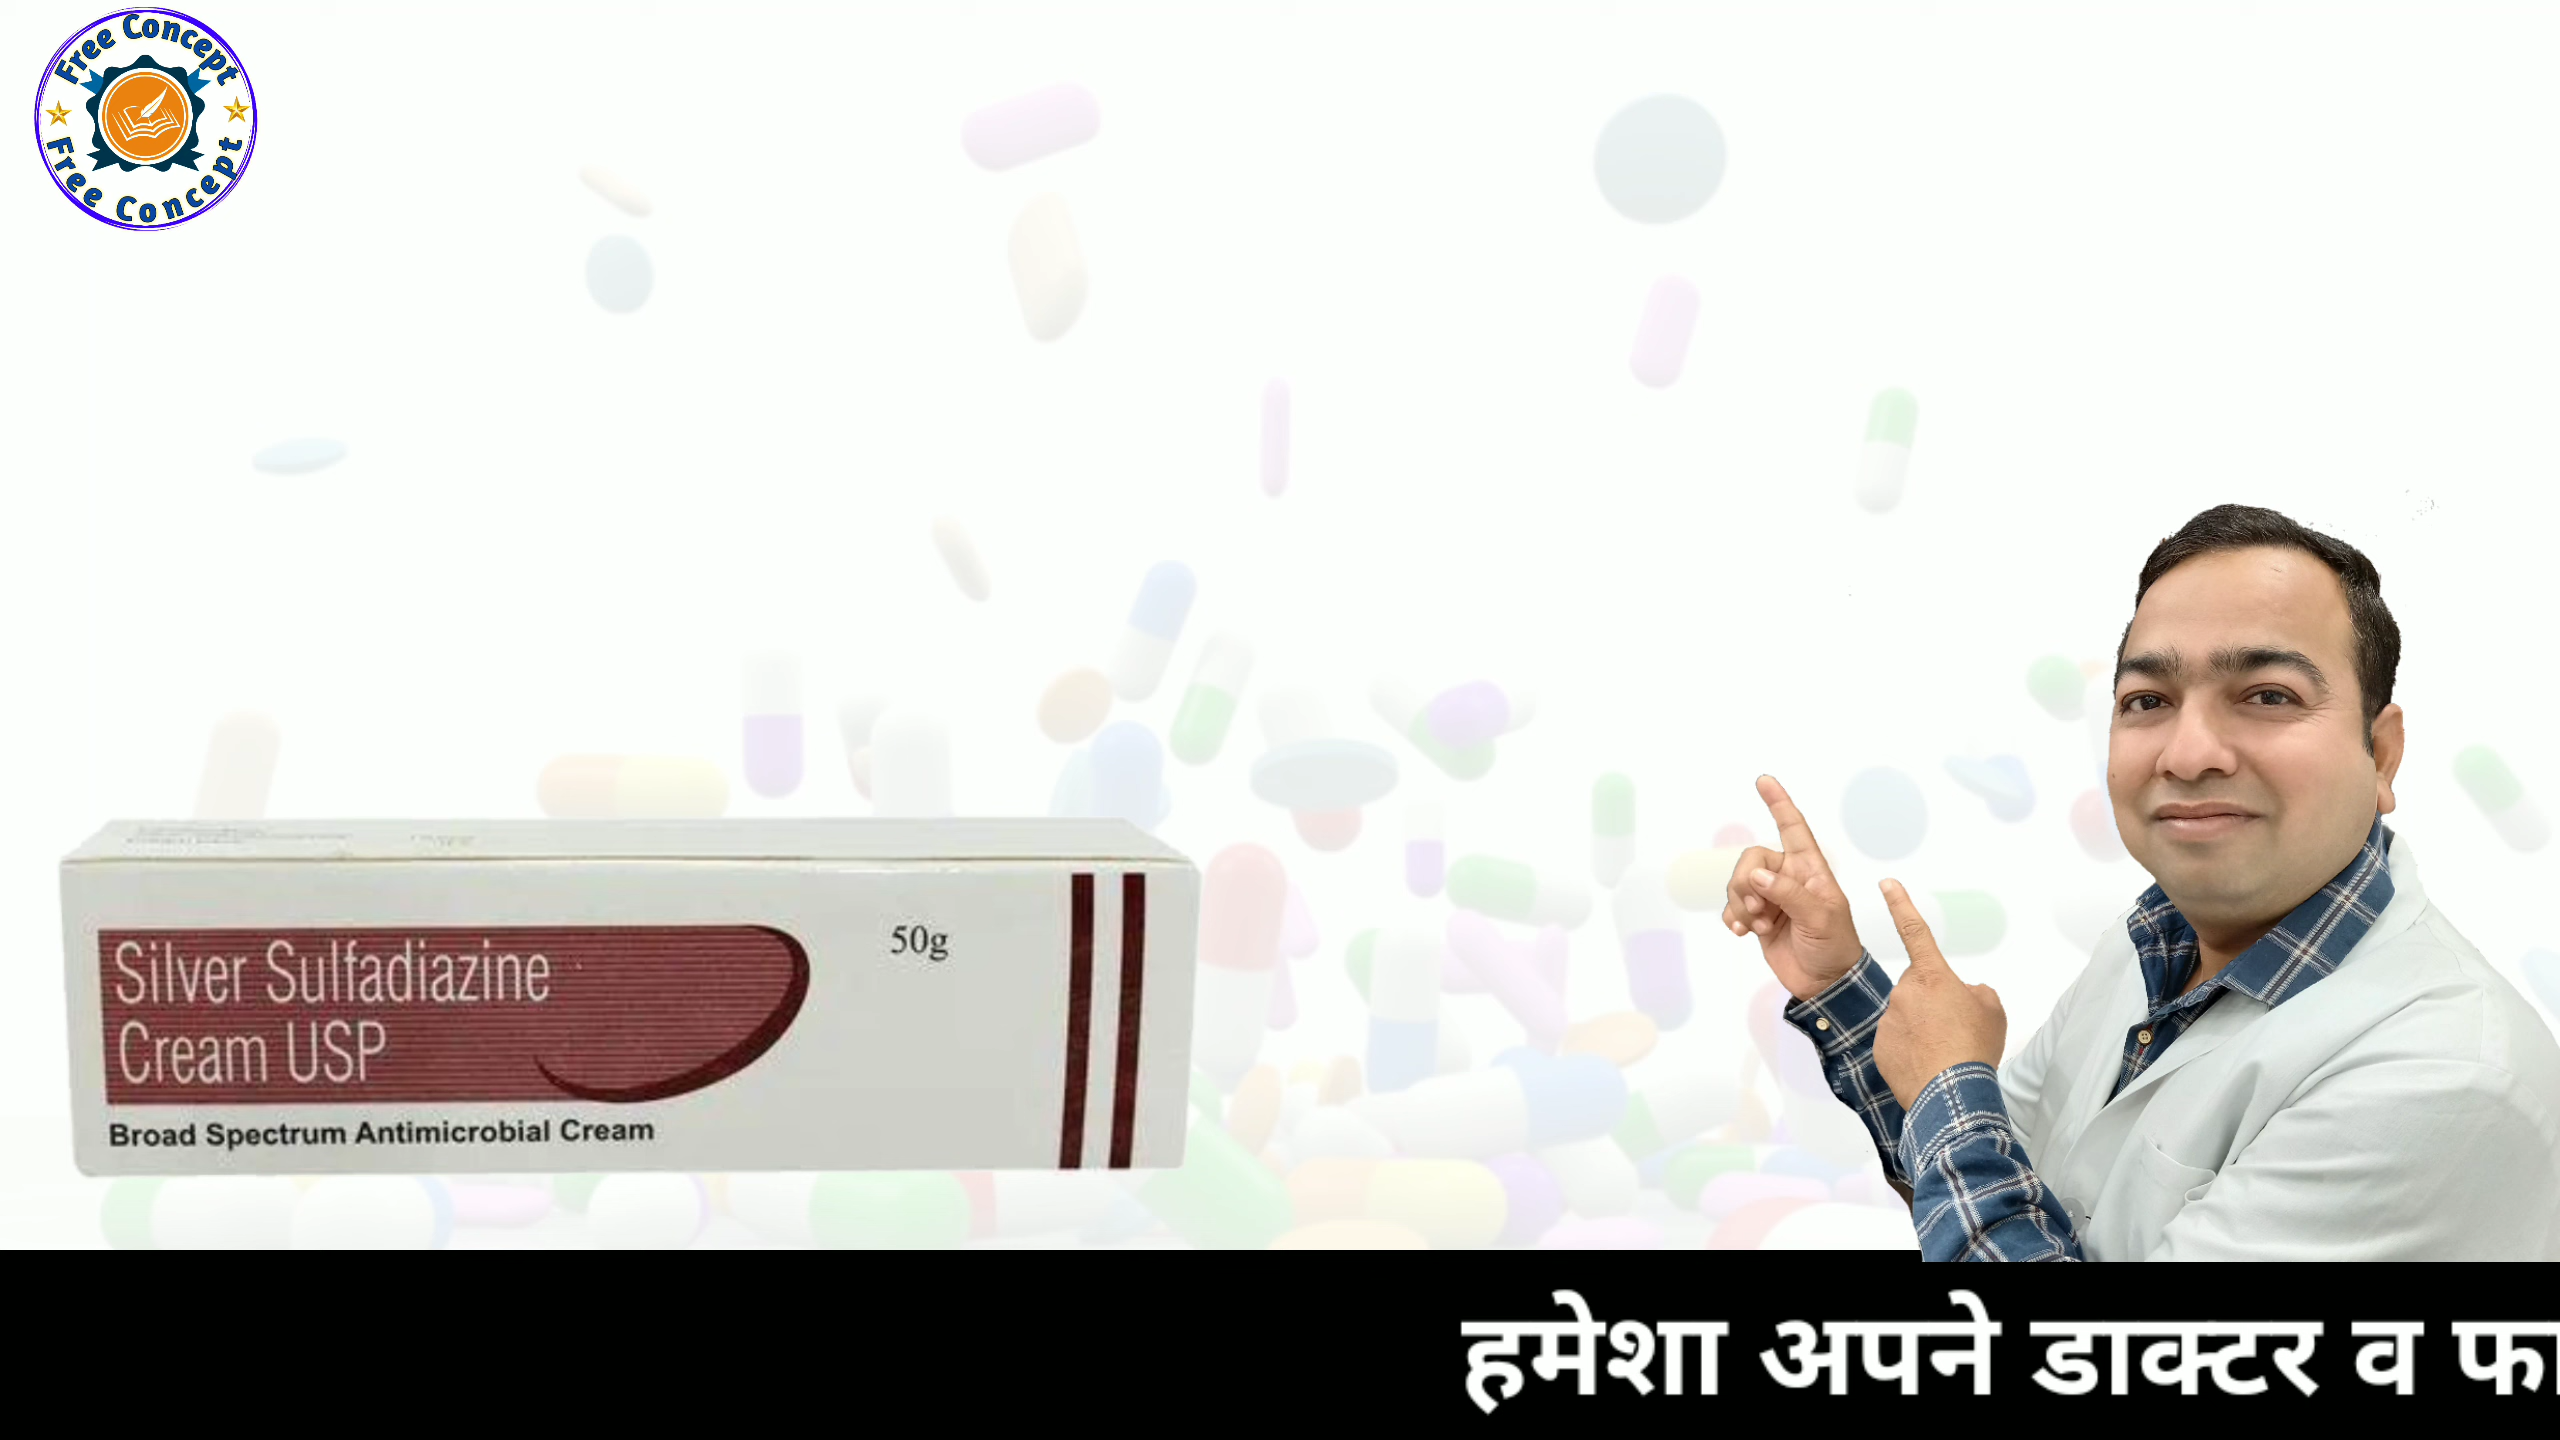 Free Concept
Free Concept
Silver Sulfadiazine
Cream USP
50g
Broad Spectrum Antimicrobial Cream
हमेशा अपने डाक्टर व फा